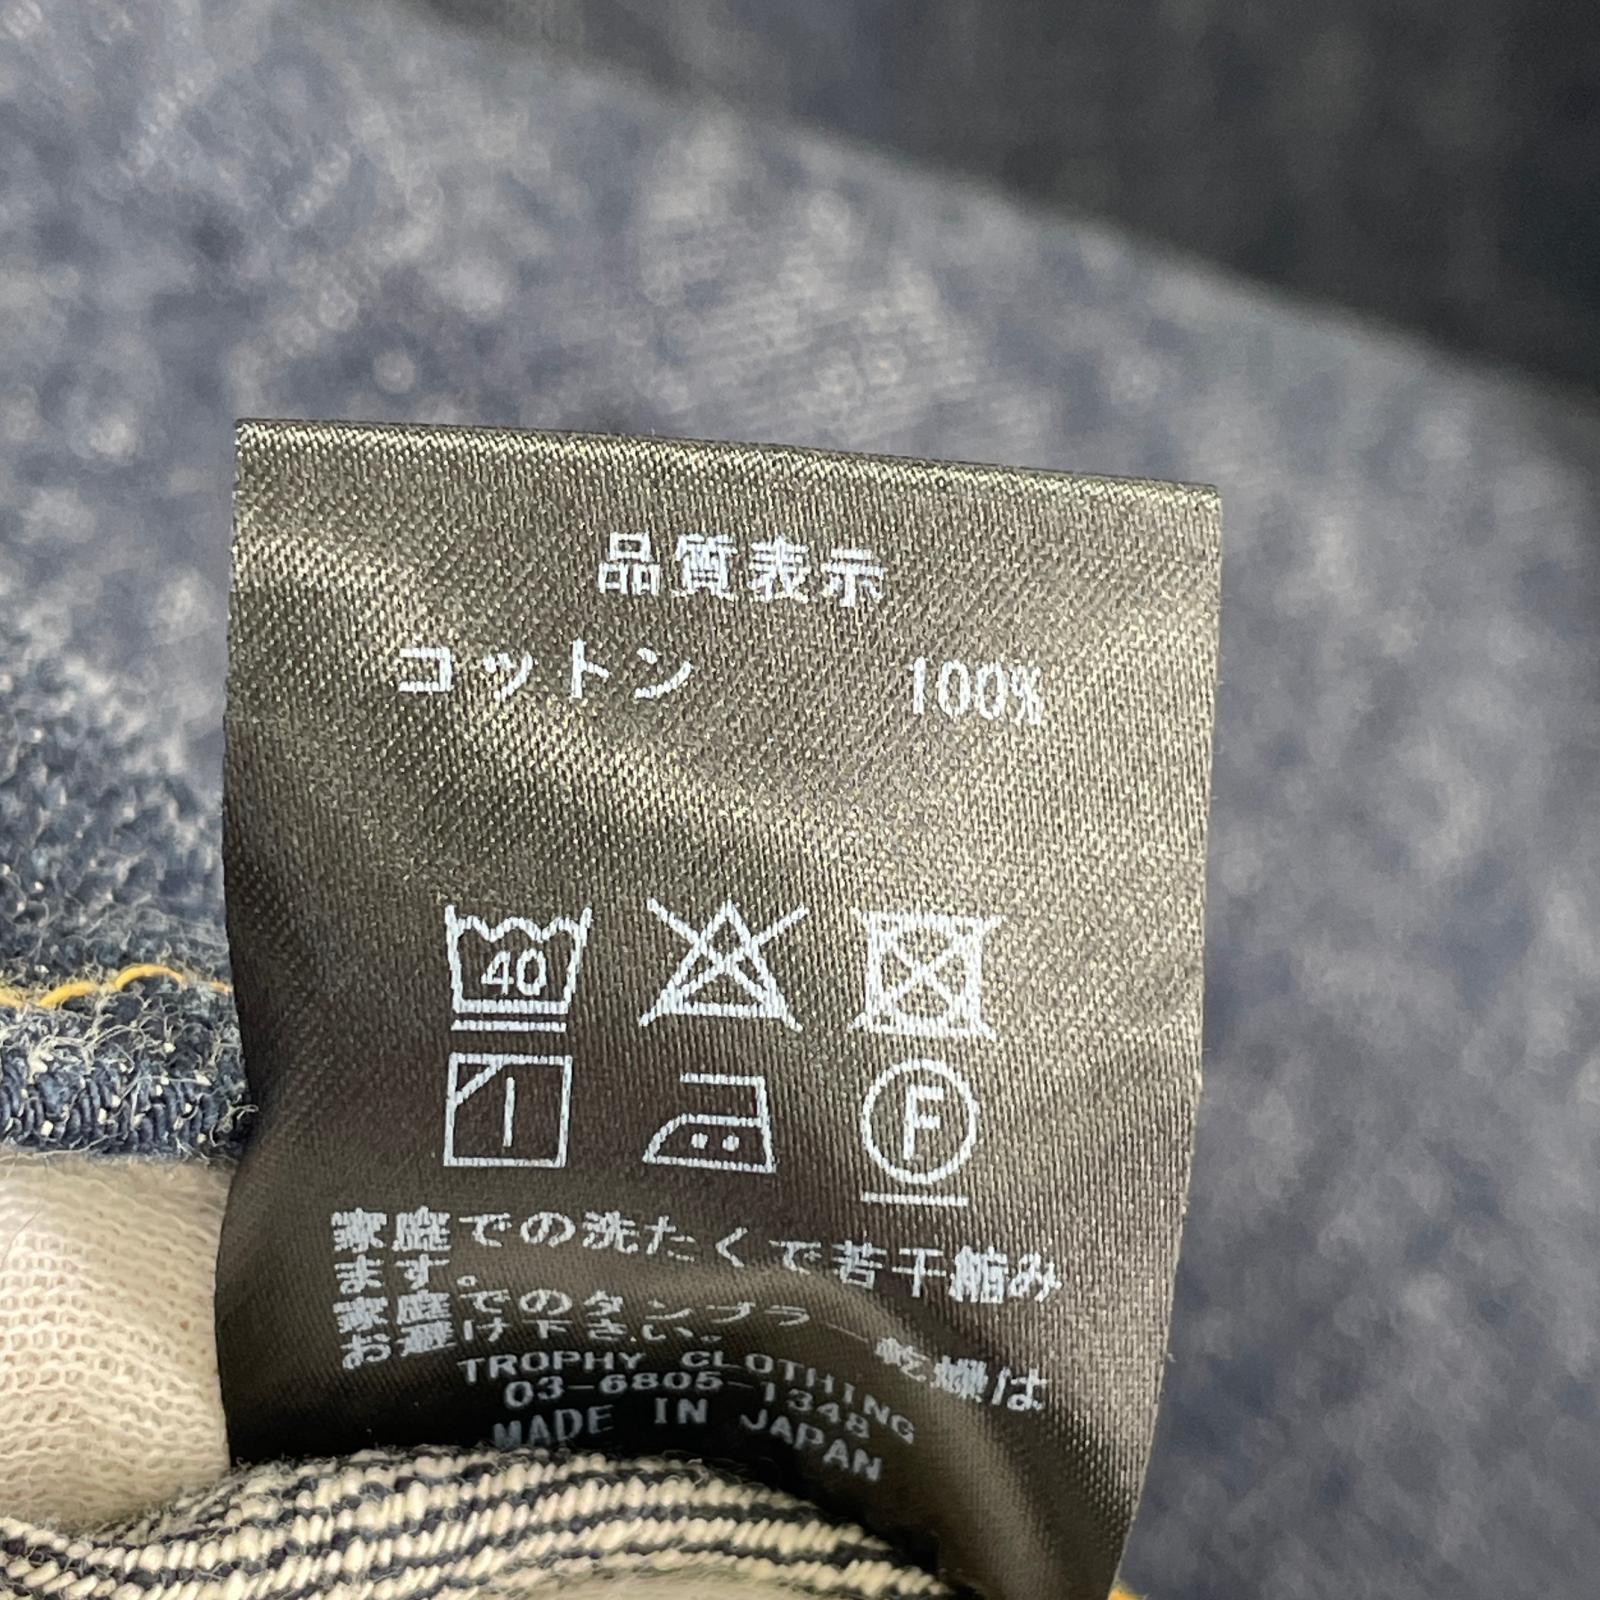 品質表示
コットン 100%
40
F
家庭での洗たくで若干縮み
ます。
家庭でのタンブラー乾燥は
お避け下さい。
TROPHY CLOTHING
03-6805-1348
MADE IN JAPAN